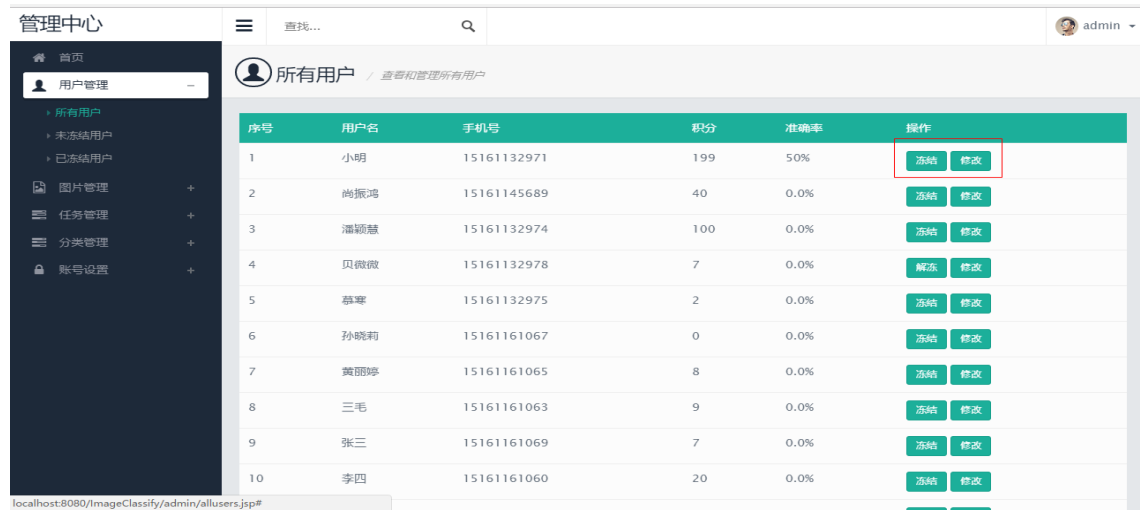 管理中心
查找...
admin
首页
用户管理
所有用户
未冻结用户
已冻结用户
图片管理
任务管理
分类管理
账号设置
所有用户 / 查看和管理所有用户
序号 用户名 手机号 积分 准确率 操作
1 小明 15161132971 199 50% 冻结 修改
2 尚振鸿 15161145689 40 0.0% 冻结 修改
3 潘颖慧 15161132974 100 0.0% 冻结 修改
4 贝微微 15161132978 7 0.0% 解冻 修改
5 慕寒 15161132975 2 0.0% 冻结 修改
6 孙晓莉 15161161067 0 0.0% 冻结 修改
7 黄丽婷 15161161065 8 0.0% 冻结 修改
8 三毛 15161161063 9 0.0% 冻结 修改
9 张三 15161161069 7 0.0% 冻结 修改
10 李四 15161161060 20 0.0% 冻结 修改
localhost:8080/ImageClassify/admin/allusers.jsp#